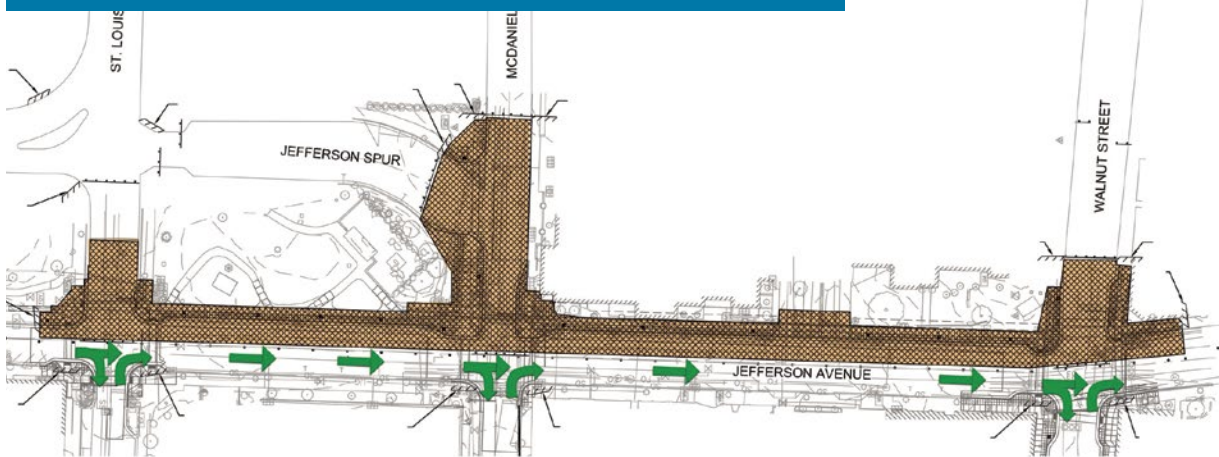 ST. LOUIS
MCDANIEL
JEFFERSON SPUR
WALNUT STREET
JEFFERSON AVENUE